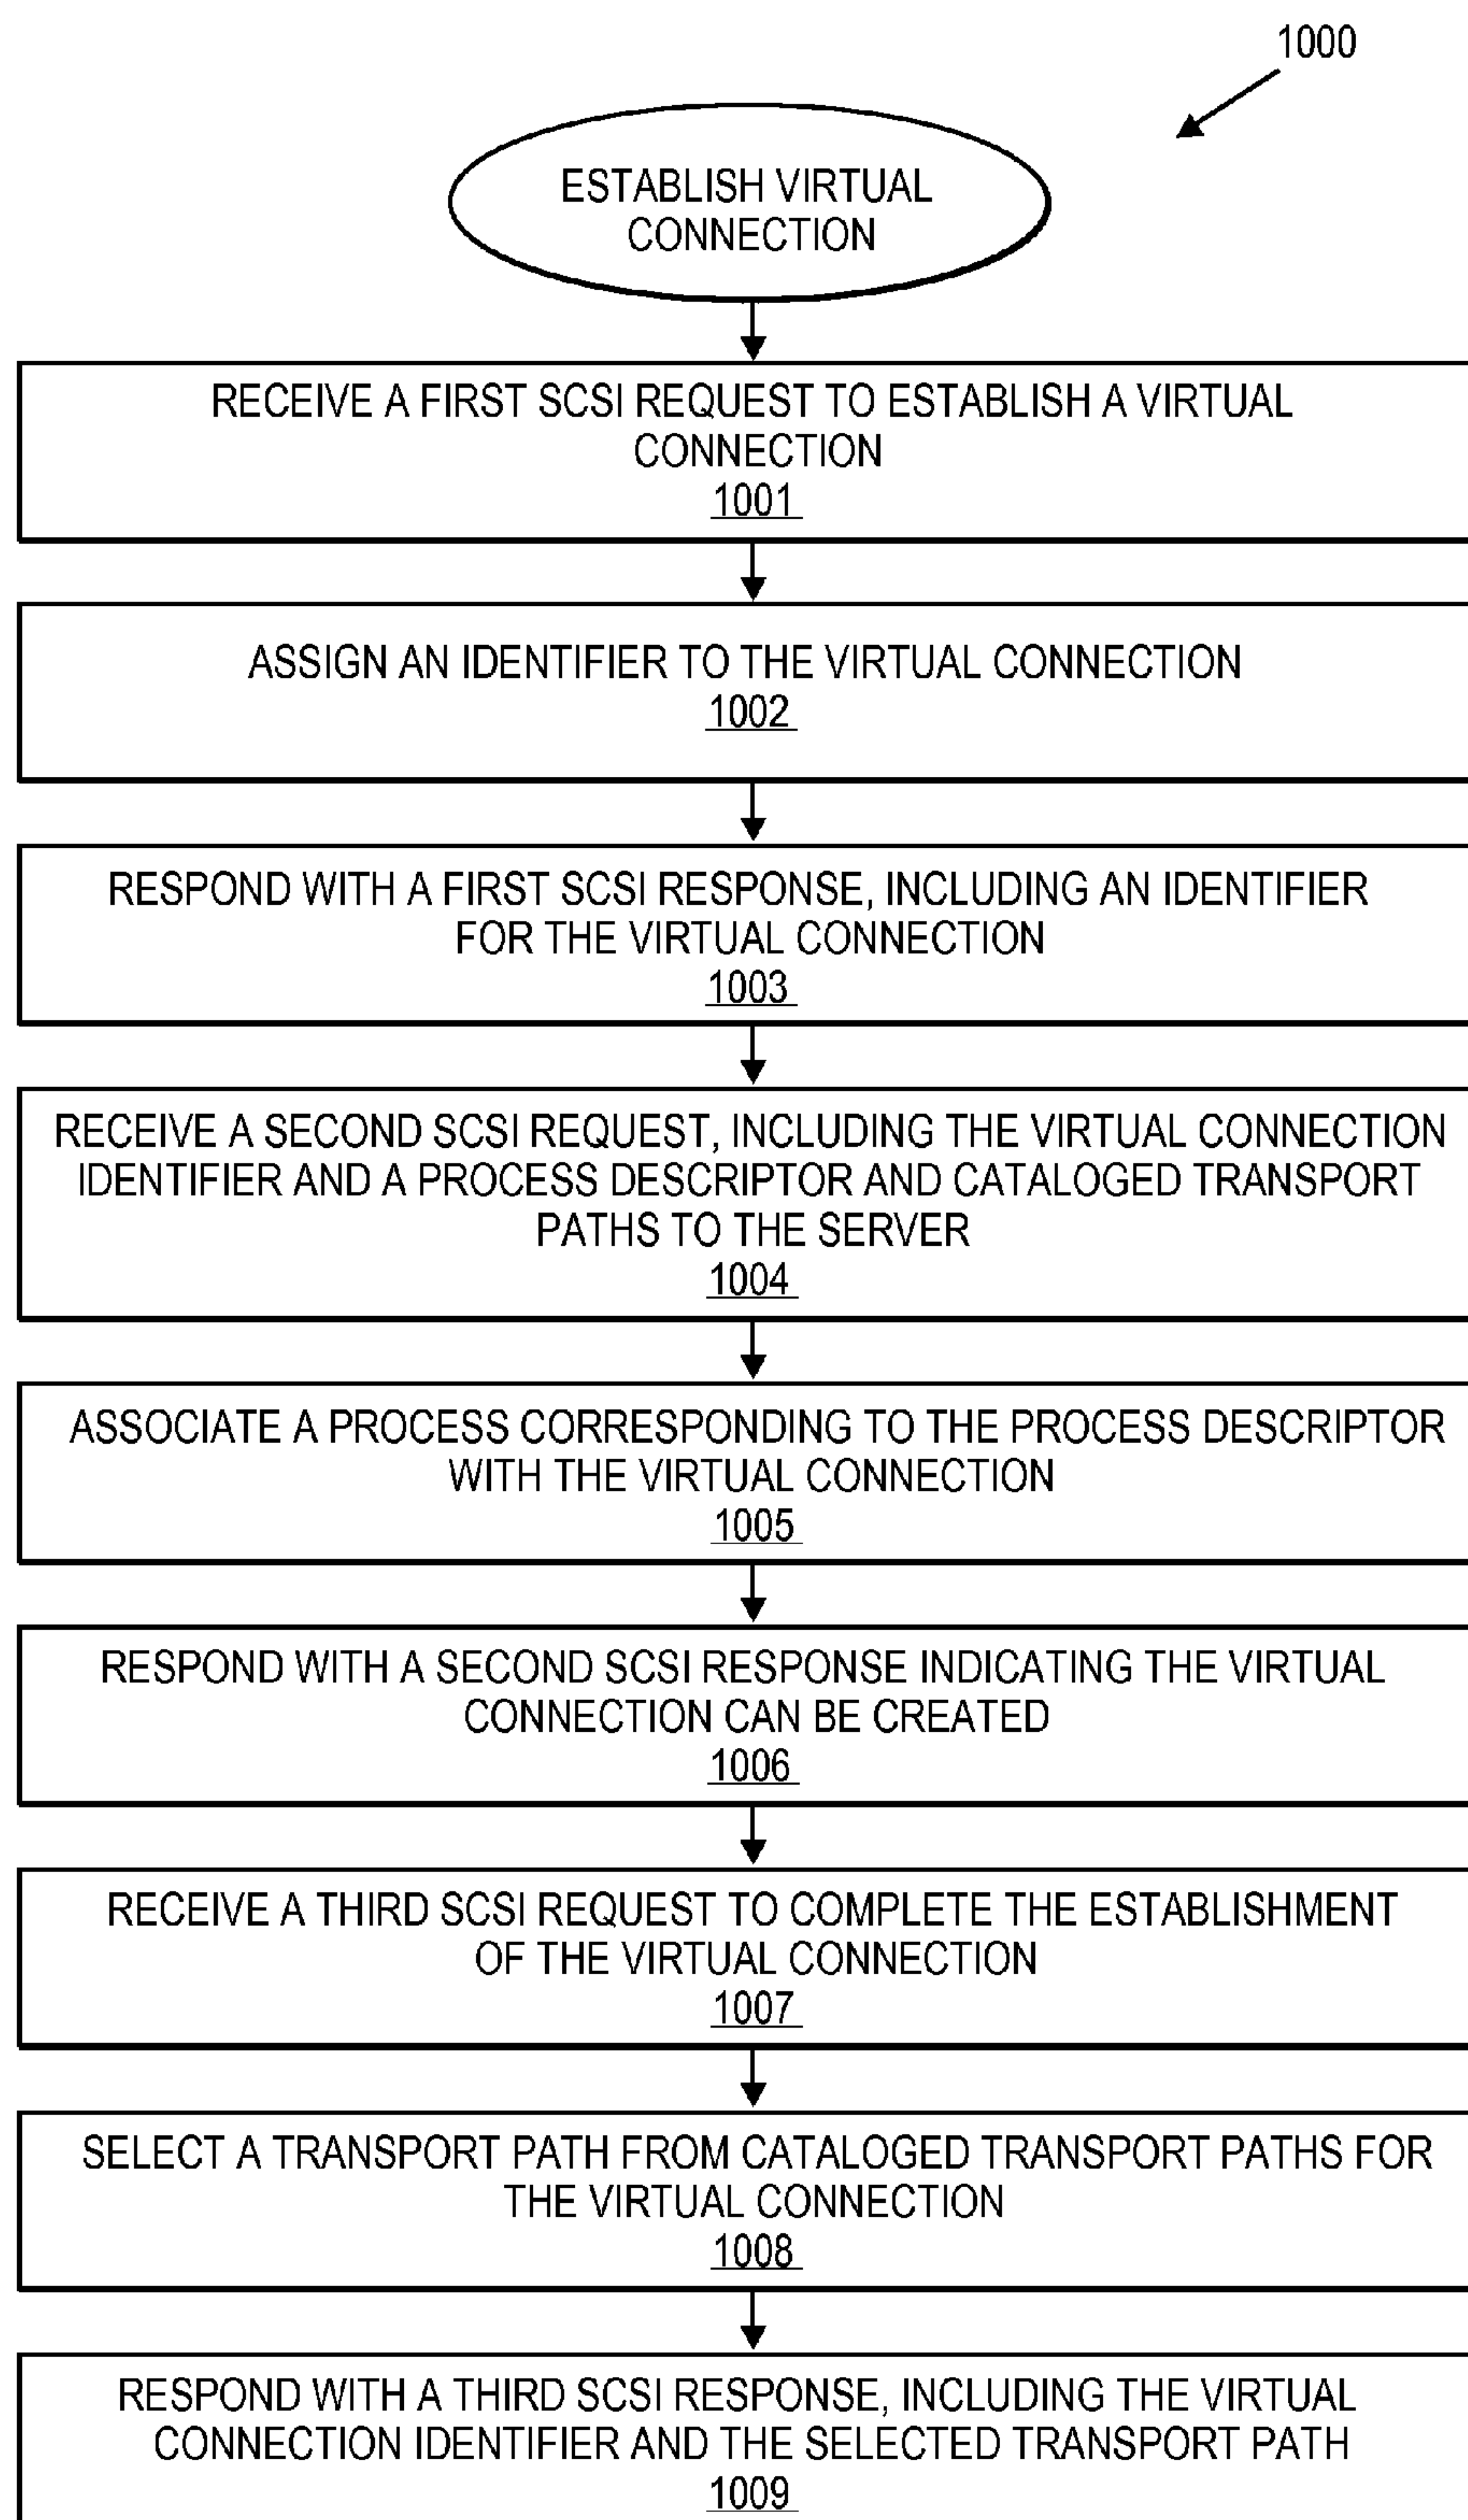 1000
ESTABLISH VIRTUAL
CONNECTION
RECEIVE A FIRST SCSI REQUEST TO ESTABLISH A VIRTUAL
CONNECTION
1001
ASSIGN AN IDENTIFIER TO THE VIRTUAL CONNECTION
1002
RESPOND WITH A FIRST SCSI RESPONSE, INCLUDING AN IDENTIFIER
FOR THE VIRTUAL CONNECTION
1003
RECEIVE A SECOND SCSI REQUEST, INCLUDING THE VIRTUAL CONNECTION
IDENTIFIER AND A PROCESS DESCRIPTOR AND CATALOGED TRANSPORT
PATHS TO THE SERVER
1004
ASSOCIATE A PROCESS CORRESPONDING TO THE PROCESS DESCRIPTOR
WITH THE VIRTUAL CONNECTION
1005
RESPOND WITH A SECOND SCSI RESPONSE INDICATING THE VIRTUAL
CONNECTION CAN BE CREATED
1006
RECEIVE A THIRD SCSI REQUEST TO COMPLETE THE ESTABLISHMENT
OF THE VIRTUAL CONNECTION
1007
SELECT A TRANSPORT PATH FROM CATALOGED TRANSPORT PATHS FOR
THE VIRTUAL CONNECTION
1008
RESPOND WITH A THIRD SCSI RESPONSE, INCLUDING THE VIRTUAL
CONNECTION IDENTIFIER AND THE SELECTED TRANSPORT PATH
1009